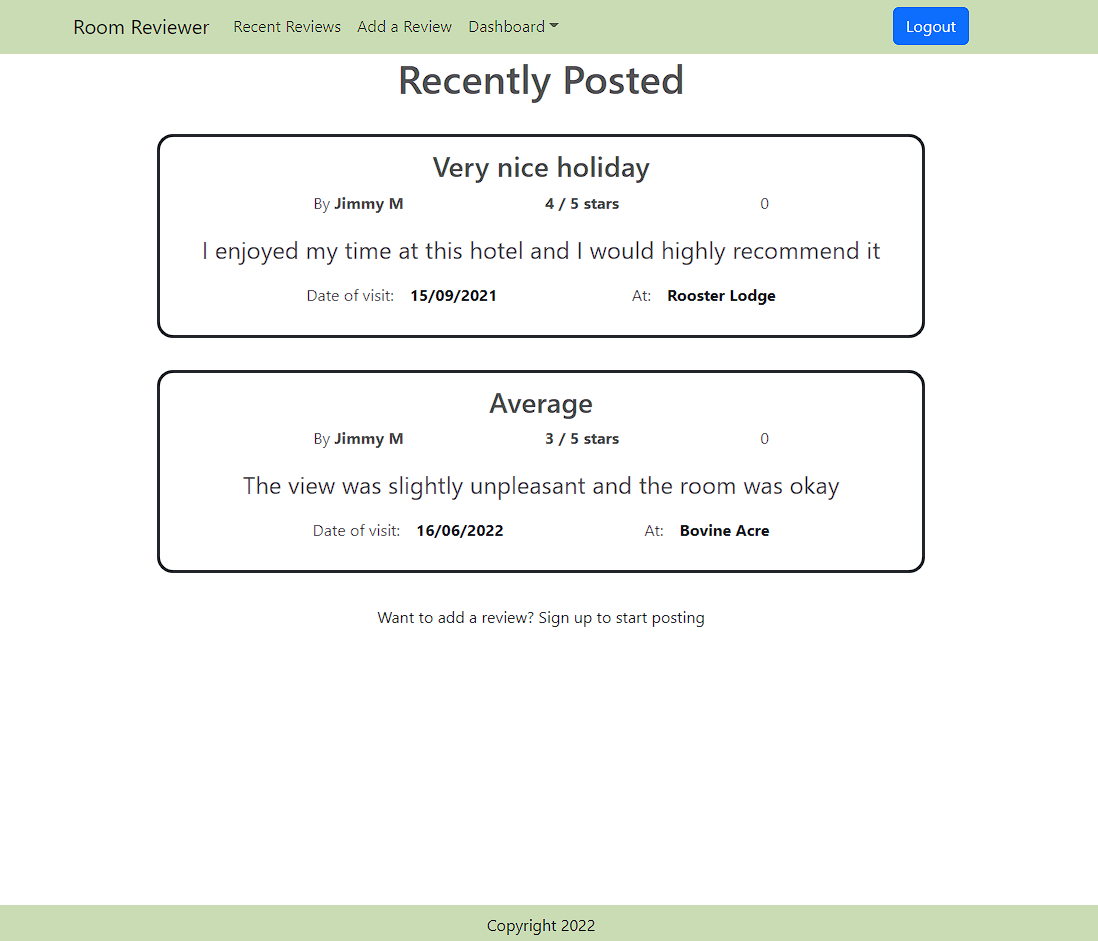 Room Reviewer Recent Reviews Add a Review Dashboard Logout
Recently Posted
Very nice holiday
By Jimmy M 4 / 5 stars 0
I enjoyed my time at this hotel and I would highly recommend it
Date of visit: 15/09/2021 At: Rooster Lodge
Average
By Jimmy M 3 / 5 stars 0
The view was slightly unpleasant and the room was okay
Date of visit: 16/06/2022 At: Bovine Acre
Want to add a review? Sign up to start posting
Copyright 2022